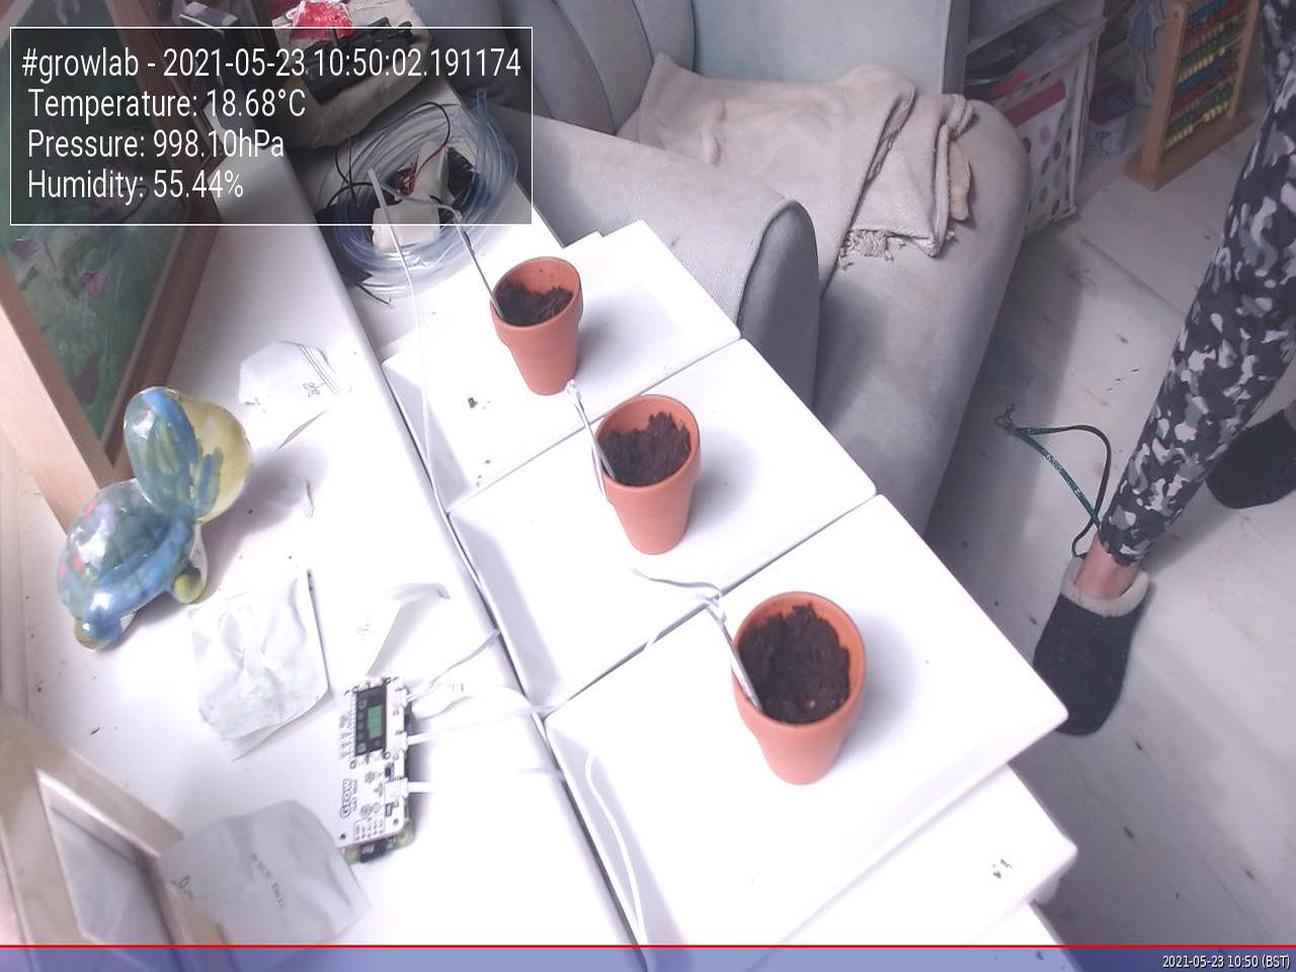 #growlab - 2021-05-23 10:50:02.191174
Temperature: 18.68°C
Pressure: 998.10hPa
Humidity: 55.44%
GROW
2021-05-23 10:50 (BST)